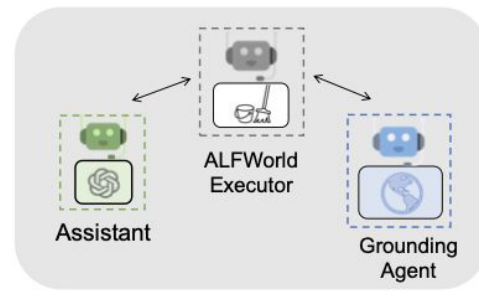 ALFWorld
Executor
Assistant
Grounding
Agent